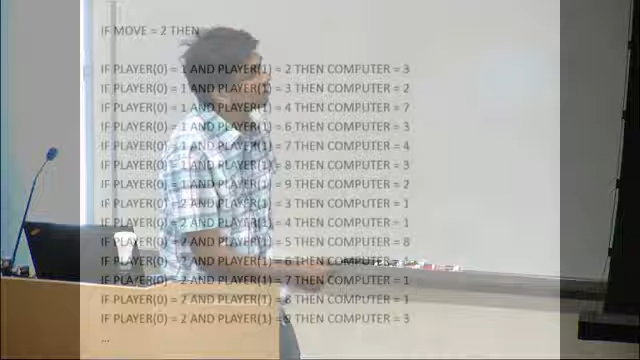 IF MOVE = 2 THEN
IF PLAYER(0) = 1 AND PLAYER(1) = 2 THEN COMPUTER = 3
IF PLAYER(0) = 1 AND PLAYER(1) = 3 THEN COMPUTER = 2
IF PLAYER(0) = 1 AND PLAYER(1) = 4 THEN COMPUTER = 7
IF PLAYER(0) = 1 AND PLAYER(1) = 6 THEN COMPUTER = 3
IF PLAYER(0) = 1 AND PLAYER(1) = 7 THEN COMPUTER = 4
IF PLAYER(0) = 1 AND PLAYER(1) = 8 THEN COMPUTER = 3
IF PLAYER(0) = 1 AND PLAYER(1) = 9 THEN COMPUTER = 2
IF PLAYER(0) = 2 AND PLAYER(1) = 3 THEN COMPUTER = 1
IF PLAYER(0) = 2 AND PLAYER(1) = 4 THEN COMPUTER = 1
IF PLAYER(0) = 2 AND PLAYER(1) = 5 THEN COMPUTER = 8
IF PLAYER(0) = 2 AND PLAYER(1) = 6 THEN COMPUTER =
IF PLAYER(0) = 2 AND PLAYER(1) = 7 THEN COMPUTER = 1
IF PLAYER(0) = 2 AND PLAYER(1) = 8 THEN COMPUTER = 1
IF PLAYER(0) = 2 AND PLAYER(1) = 9 THEN COMPUTER = 3
...